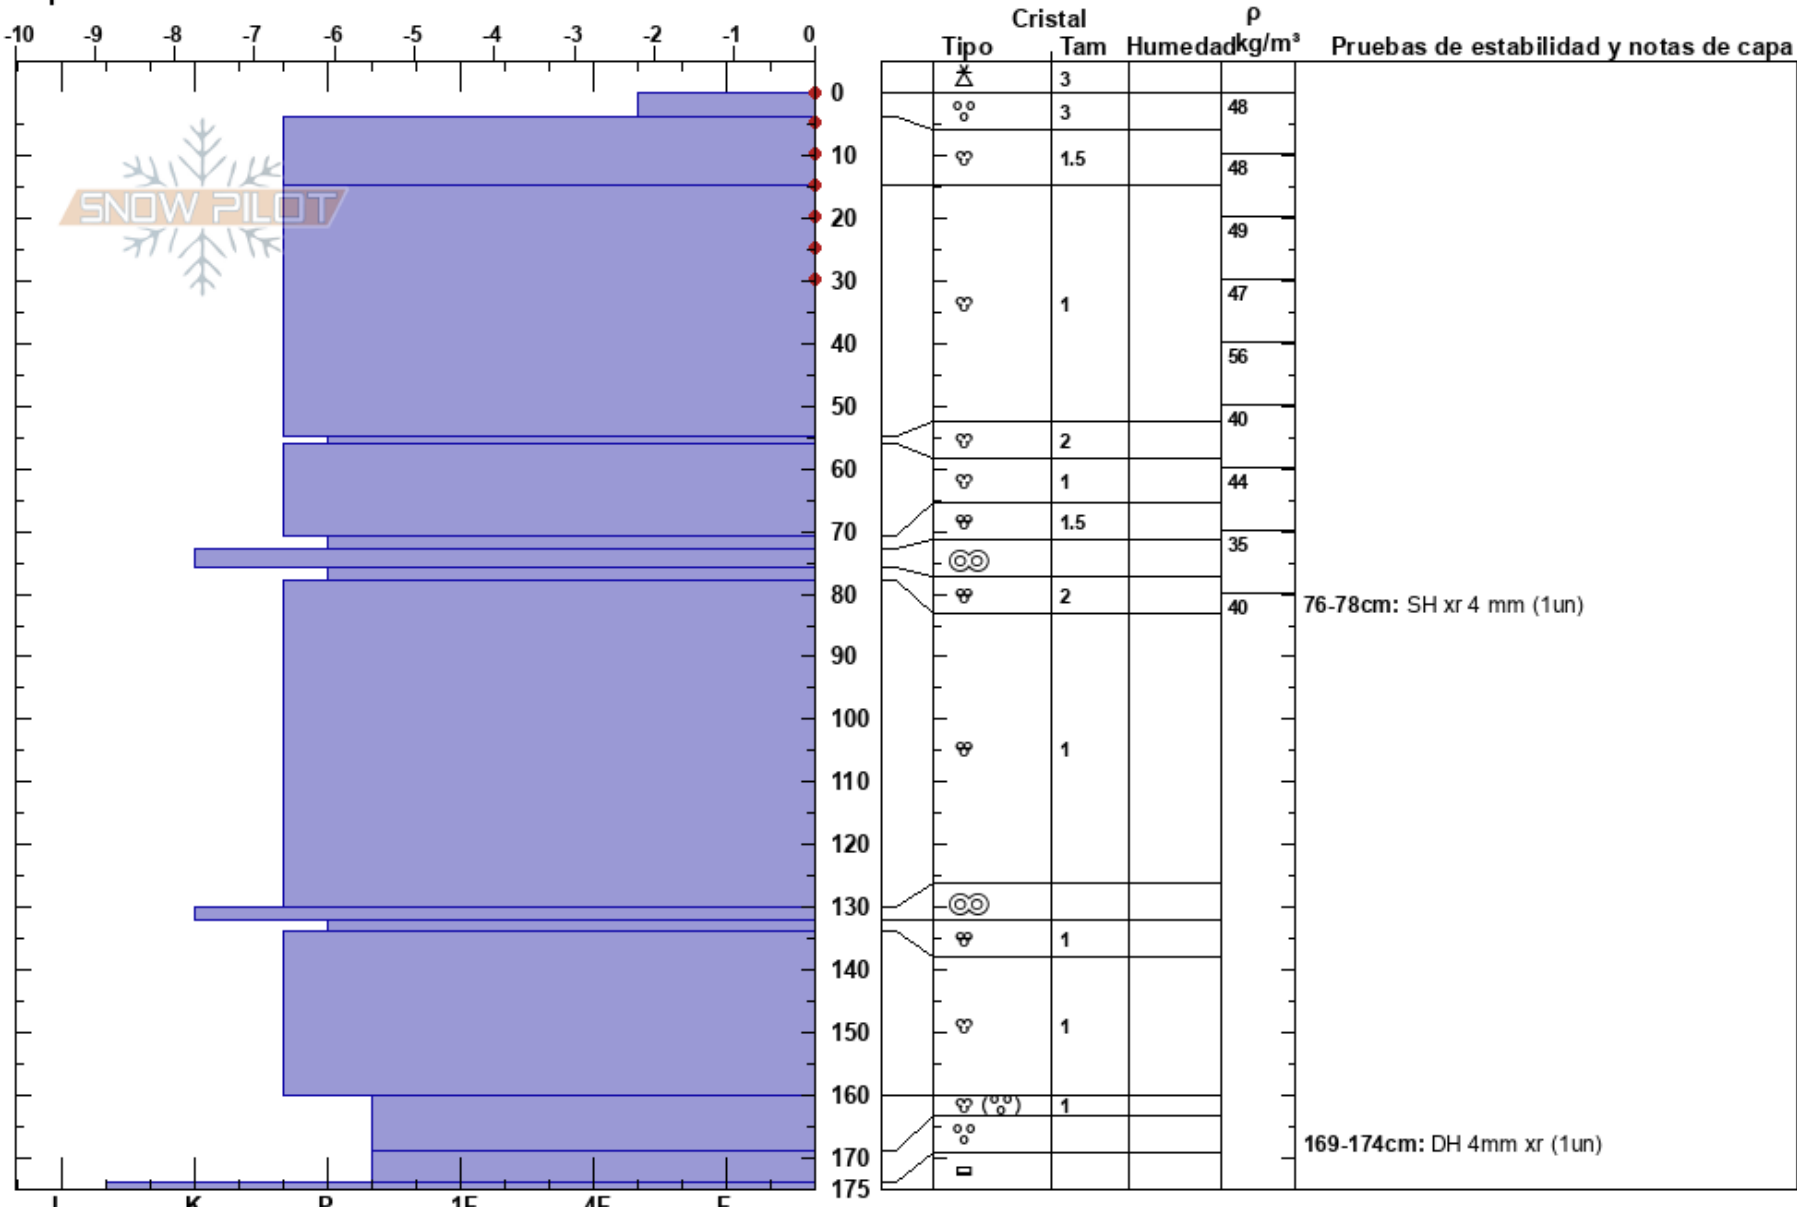 Cristal ρ
-10 -9 -8 -7 -6 -5 -4 -3 -2 -1 0 Tipo Tam Humedad kg/m³ Pruebas de estabilidad y notas de capa
3
0 48
3
10 1.5 48
SNOW PILOT
20 49
30 1 47
40 56
50 40
2
60 1 44
70 1.5 35
80 2 40 76-78cm: SH xr 4 mm (1un)
90
100
1
110
120
130
1
140
150 1
160 1
170 169-174cm: DH 4mm xr (1un)
175
I K P 1F 4F F